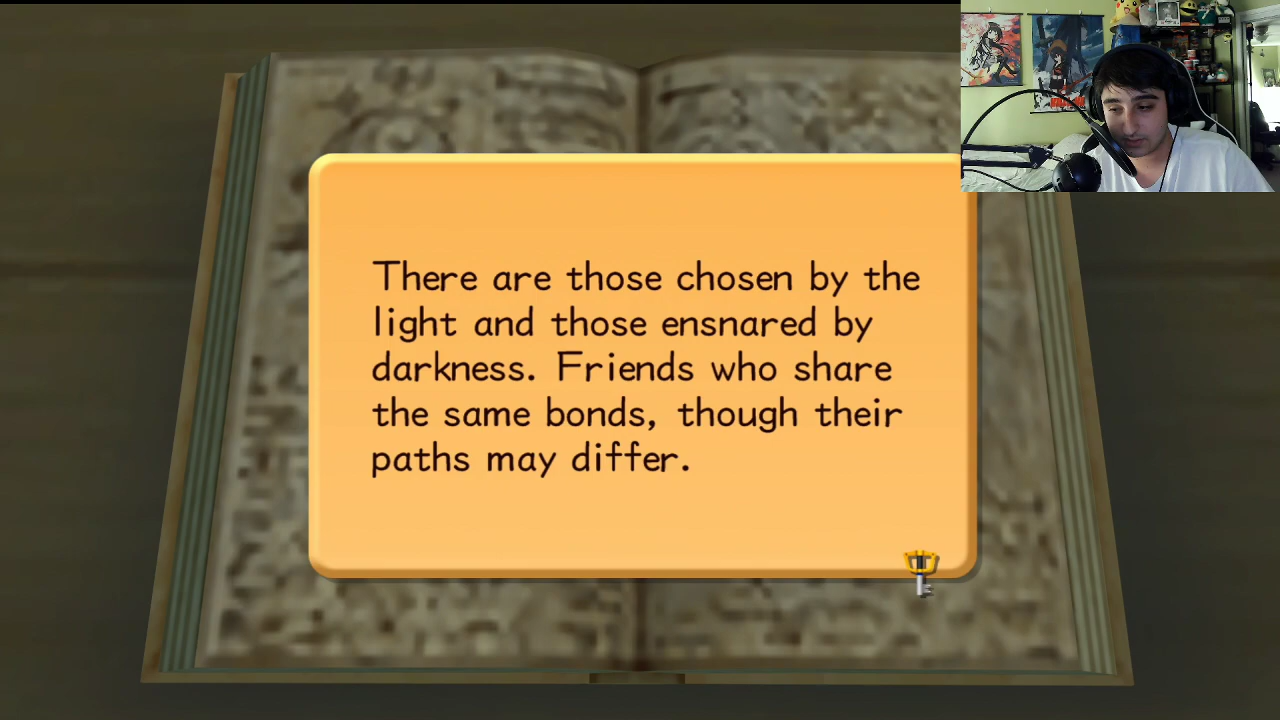 There are those chosen by the
light and those ensnared by
darkness. Friends who share
the same bonds, though their
paths may differ.